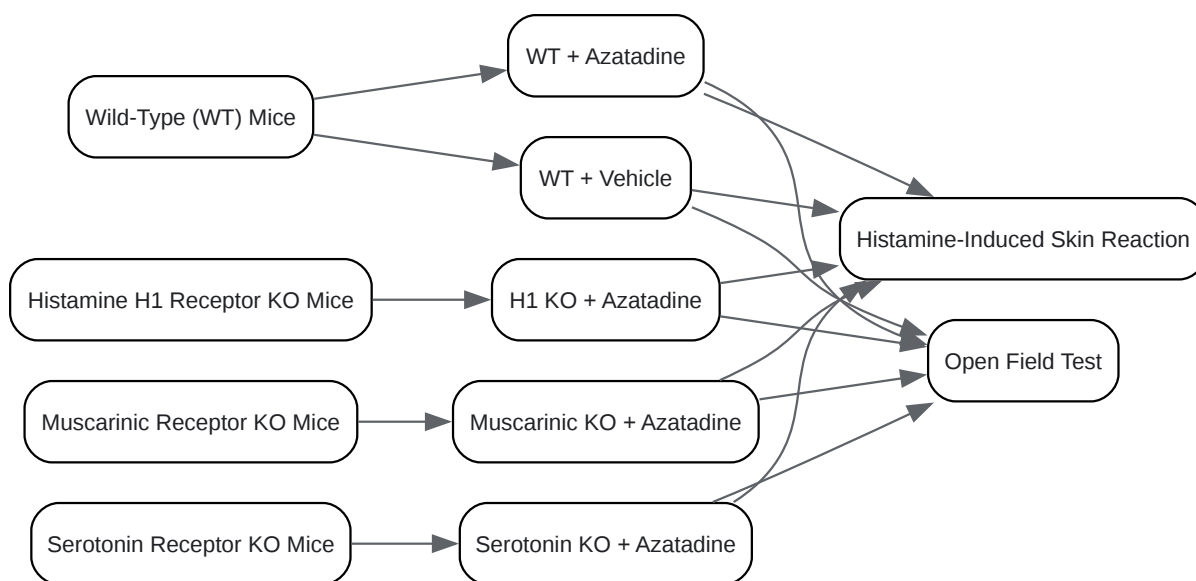 Wild-Type (WT) Mice
Histamine H1 Receptor KO Mice
Muscarinic Receptor KO Mice
Serotonin Receptor KO Mice
WT + Azatadine
WT + Vehicle
H1 KO + Azatadine
Muscarinic KO + Azatadine
Serotonin KO + Azatadine
Histamine-Induced Skin Reaction
Open Field Test